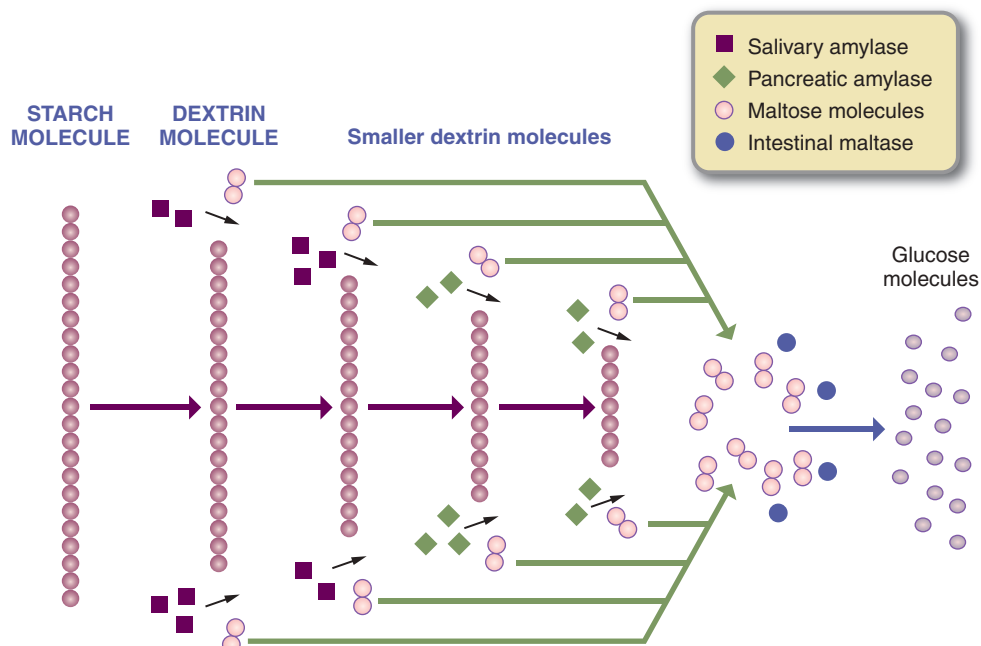 Salivary amylase
Pancreatic amylase
Maltose molecules
Intestinal maltase
STARCH
MOLECULE
DEXTRIN
MOLECULE
Smaller dextrin molecules
Glucose
molecules